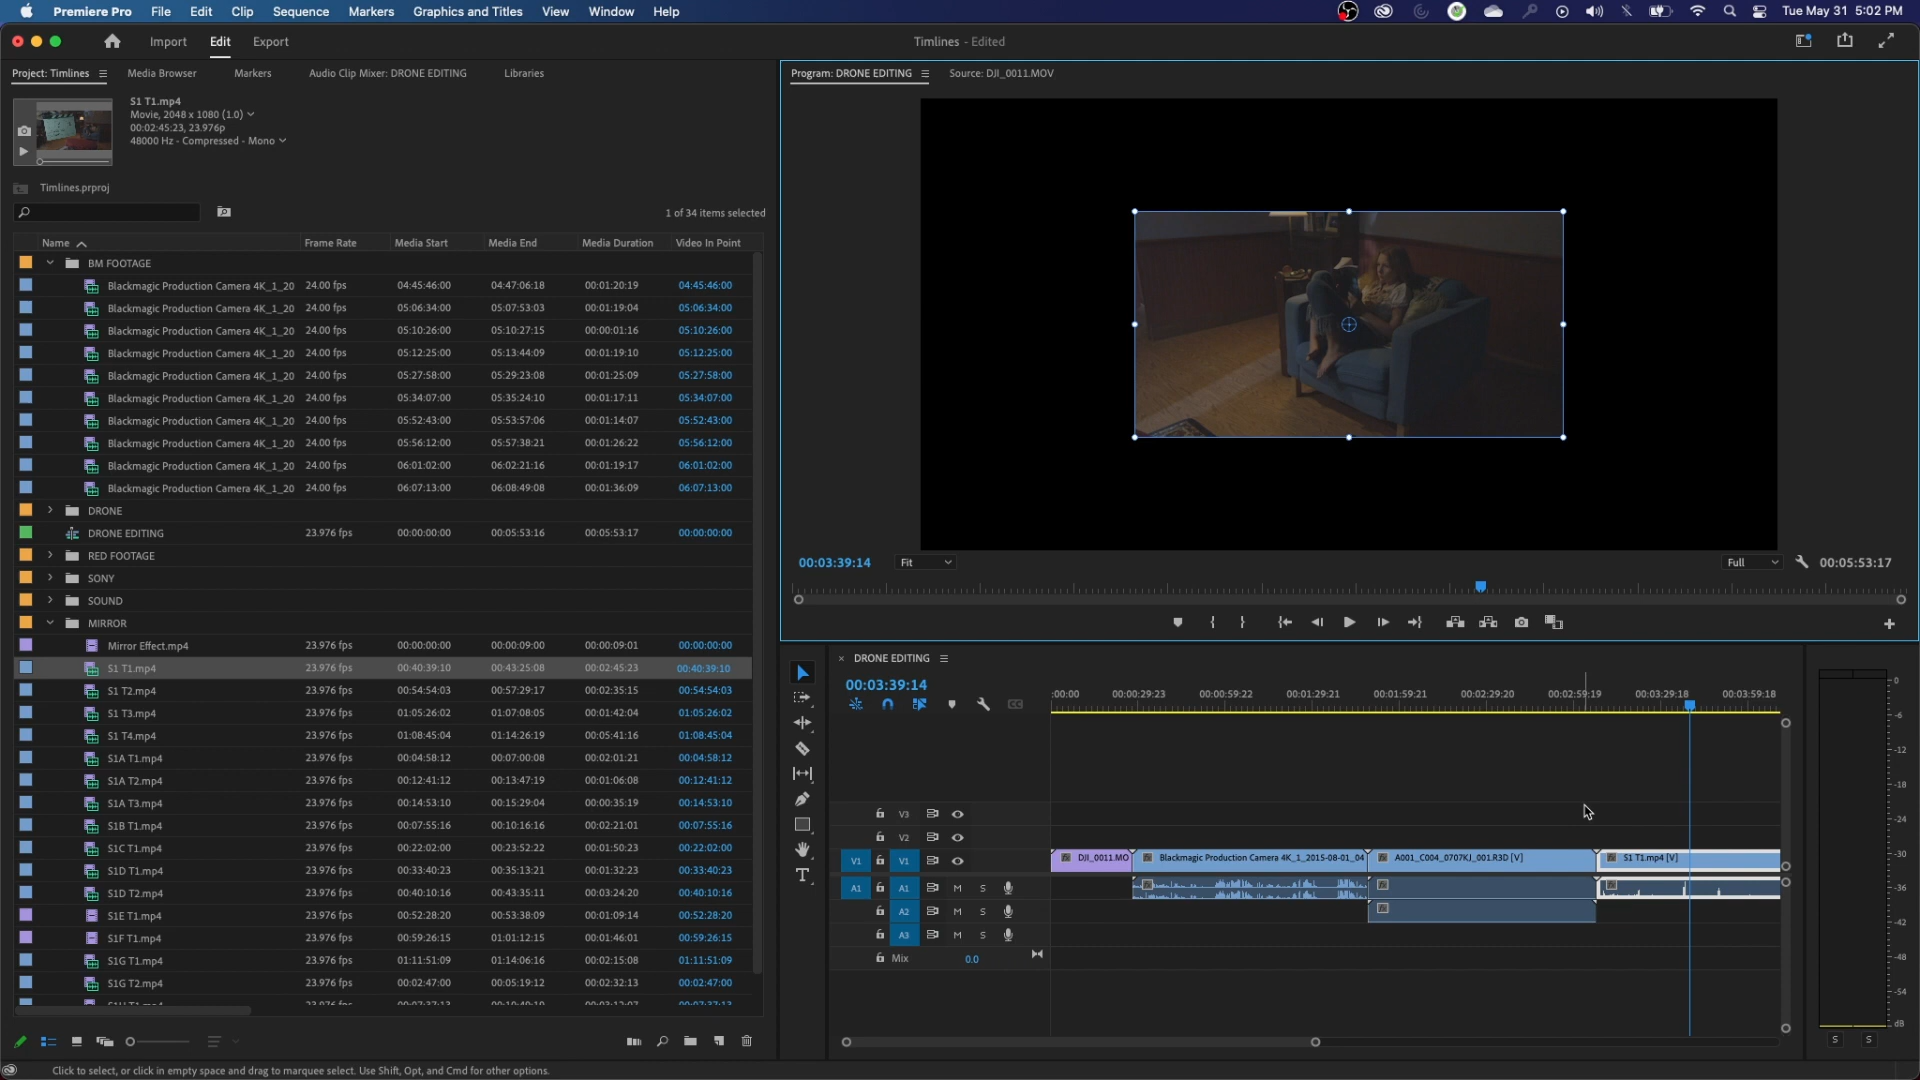 Premiere Pro File Edit Clip Sequence Markers Graphics and Titles View Window Help Tue May 31 5:02 PM
Import Edit Export Timlines - Edited
Project: Timlines Media Browser Markers Audio Clip Mixer: DRONE EDITING Libraries Program: DRONE EDITING Source: DJI_0011.MOV
S1 T1.mp4
Movie, 2048 x 1080 (1.0)
00:02:45:23, 23.976p
48000 Hz - Compressed - Mono
Timlines.prproj
1 of 34 items selected
Name Frame Rate Media Start Media End Media Duration Video In Point
BM FOOTAGE
Blackmagic Production Camera 4K_1_20 24.00 fps 04:45:46:00 04:47:06:18 00:01:20:19 04:45:46:00
Blackmagic Production Camera 4K_1_20 24.00 fps 05:06:34:00 05:07:53:03 00:01:19:04 05:06:34:00
Blackmagic Production Camera 4K_1_20 24.00 fps 05:10:26:00 05:10:27:15 00:00:01:16 05:10:26:00
Blackmagic Production Camera 4K_1_20 24.00 fps 05:12:25:00 05:13:44:09 00:01:19:10 05:12:25:00
Blackmagic Production Camera 4K_1_20 24.00 fps 05:27:58:00 05:29:23:08 00:01:25:09 05:27:58:00
Blackmagic Production Camera 4K_1_20 24.00 fps 05:34:07:00 05:35:24:10 00:01:17:11 05:34:07:00
Blackmagic Production Camera 4K_1_20 24.00 fps 05:52:43:00 05:53:57:06 00:01:14:07 05:52:43:00
Blackmagic Production Camera 4K_1_20 24.00 fps 05:56:12:00 05:57:38:21 00:01:26:22 05:56:12:00
Blackmagic Production Camera 4K_1_20 24.00 fps 06:01:02:00 06:02:21:16 00:01:19:17 06:01:02:00
Blackmagic Production Camera 4K_1_20 24.00 fps 06:07:13:00 06:08:49:08 00:01:36:09 06:07:13:00
DRONE
DRONE EDITING 23.976 fps 00:00:00:00 00:05:53:16 00:05:53:17 00:00:00:00
RED FOOTAGE
SONY
SOUND
MIRROR
Mirror Effect.mp4 23.976 fps 00:00:00:00 00:00:09:00 00:00:09:01 00:00:00:00
S1 T1.mp4 23.976 fps 00:40:39:10 00:43:25:08 00:02:45:23 00:40:39:10
S1 T2.mp4 23.976 fps 00:54:54:03 00:57:29:17 00:02:35:15 00:54:54:03
S1 T3.mp4 23.976 fps 01:05:26:02 01:07:08:05 00:01:42:04 01:05:26:02
S1 T4.mp4 23.976 fps 01:08:45:04 01:14:26:19 00:05:41:16 01:08:45:04
S1A T1.mp4 23.976 fps 00:04:58:12 00:07:00:08 00:02:01:21 00:04:58:12
S1A T2.mp4 23.976 fps 00:12:41:12 00:13:47:19 00:01:06:08 00:12:41:12
S1A T3.mp4 23.976 fps 00:14:53:10 00:15:29:04 00:00:35:19 00:14:53:10
S1B T1.mp4 23.976 fps 00:07:55:16 00:10:16:16 00:02:21:01 00:07:55:16
S1C T1.mp4 23.976 fps 00:22:02:00 00:23:52:22 00:01:50:23 00:22:02:00
S1D T1.mp4 23.976 fps 00:33:40:23 00:35:13:21 00:01:32:23 00:33:40:23
S1D T2.mp4 23.976 fps 00:40:10:16 00:43:35:11 00:03:24:20 00:40:10:16
S1E T1.mp4 23.976 fps 00:52:28:20 00:53:38:09 00:01:09:14 00:52:28:20
S1F T1.mp4 23.976 fps 00:59:26:15 01:01:12:15 00:01:46:01 00:59:26:15
S1G T1.mp4 23.976 fps 01:11:51:09 01:14:06:16 00:02:15:08 01:11:51:09
S1G T2.mp4 23.976 fps 00:02:47:00 00:05:19:12 00:02:32:13 00:02:47:00
00:03:39:14 Fit Full 00:05:53:17
DRONE EDITING
00:03:39:14
:00:00 00:00:29:23 00:00:59:22 00:01:29:21 00:01:59:21 00:02:29:20 00:02:59:19 00:03:29:18 00:03:59:18
V3
V2
V1 V1 DJI_0011.MO Blackmagic Production Camera 4K_1_2015-08-01_04 A001_C004_0707KJ_001.R3D [V] S1 T1.mp4 [V]
A1 A1 M S
A2 M S
A3 M S
Mix 0.0
0
-6
-12
-18
-24
-30
-36
-42
-48
-54
dB
S S
Click to select, or click in empty space and drag to marquee select. Use Shift, Opt, and Cmd for other options.